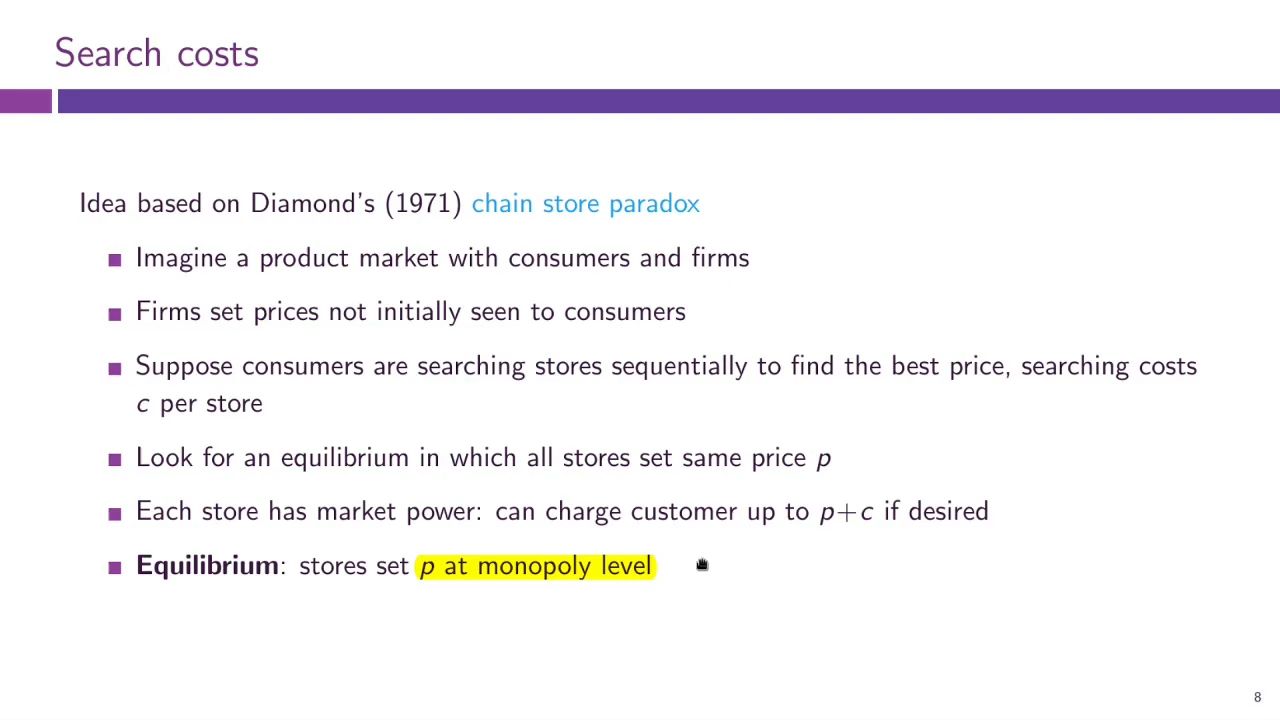 Search costs
Idea based on Diamond's (1971) chain store paradox
Imagine a product market with consumers and firms
Firms set prices not initially seen to consumers
Suppose consumers are searching stores sequentially to find the best price, searching costs
c per store
Look for an equilibrium in which all stores set same price p
Each store has market power: can charge customer up to p+c if desired
Equilibrium: stores set p at monopoly level
8